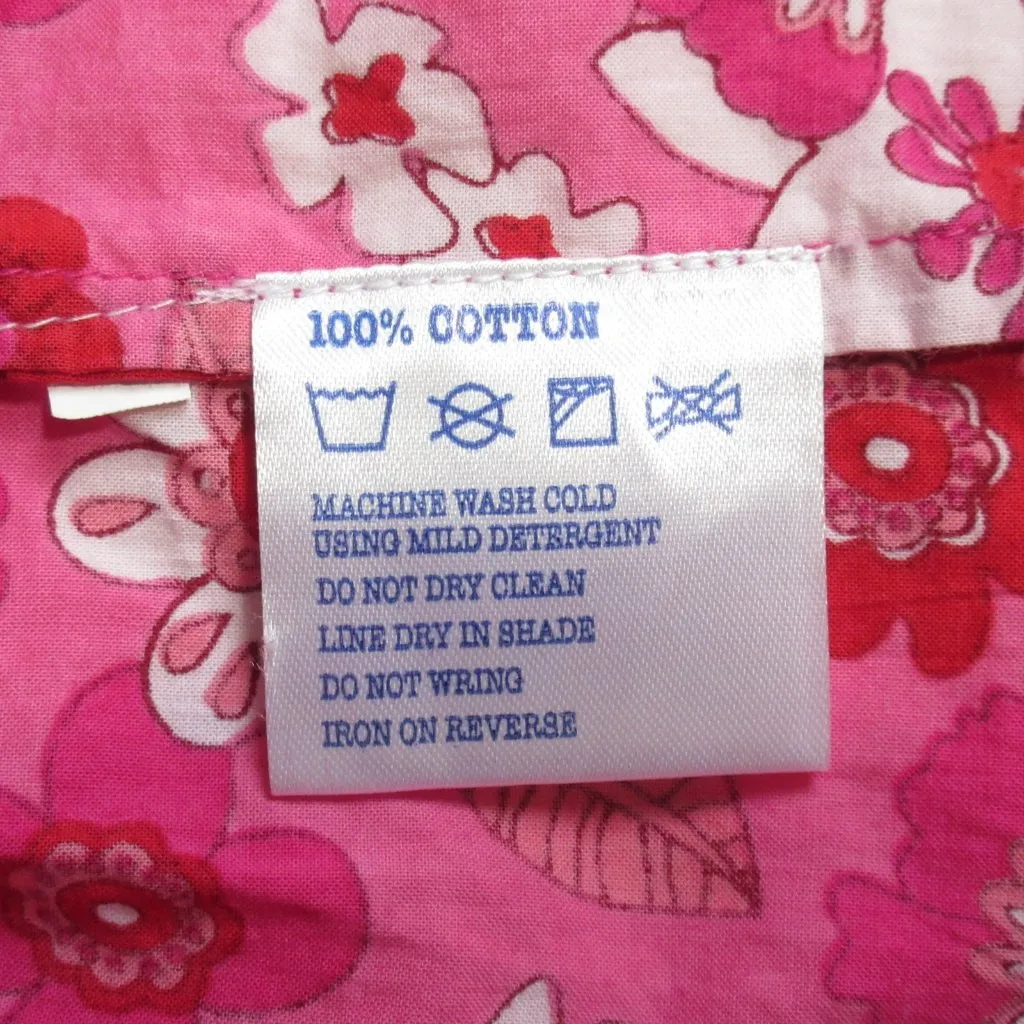 100% COTTON
MACHINE WASH COLD
USING MILD DETERGENT
DO NOT DRY CLEAN
LINE DRY IN SHADE
DO NOT WRING
IRON ON REVERSE